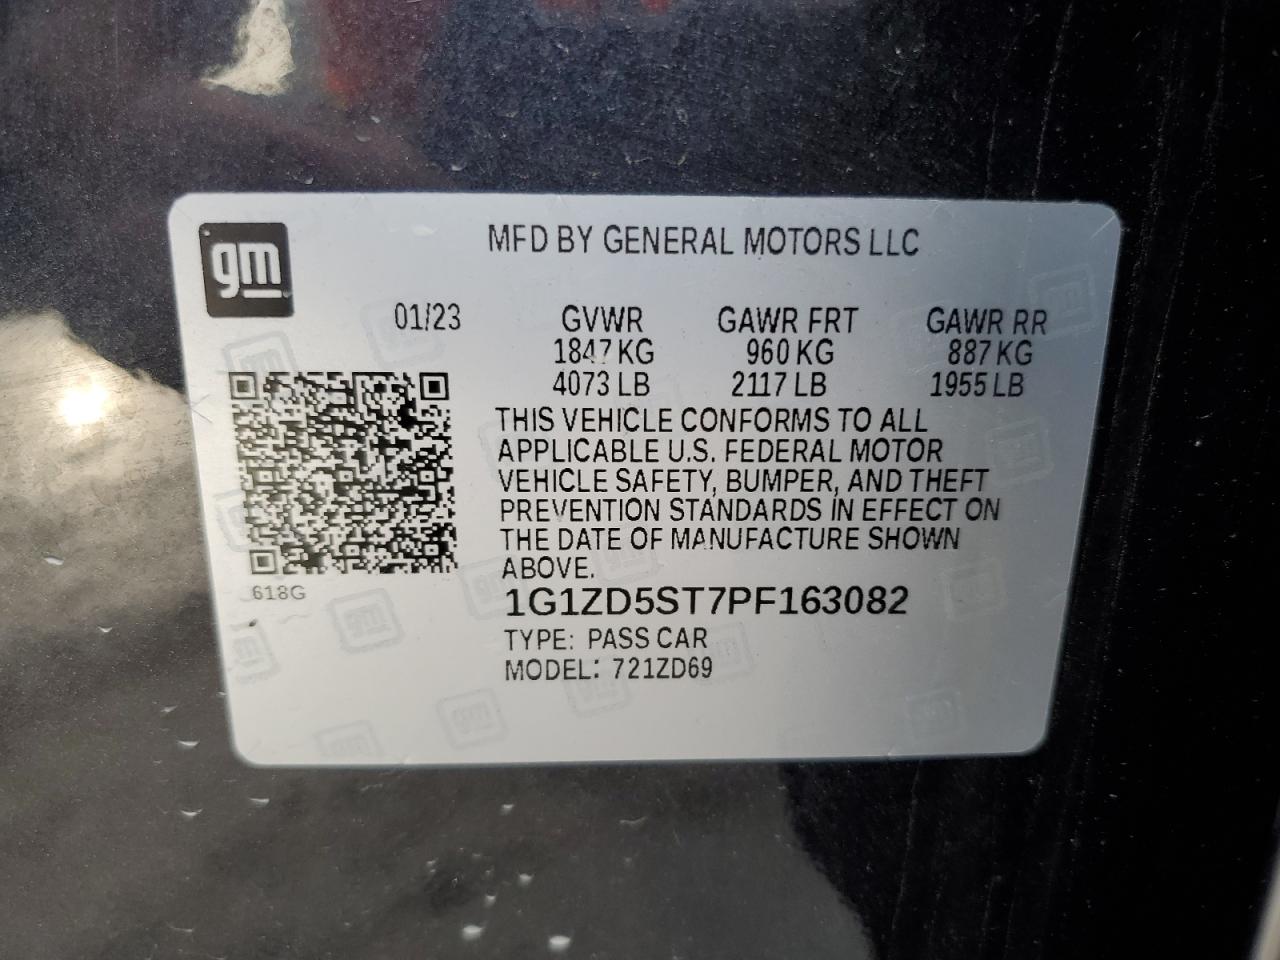 gm
MFD BY GENERAL MOTORS LLC
01/23 GVWR GAWR FRT GAWR RR
1847 KG 960 KG 887 KG
4073 LB 2117 LB 1955 LB
THIS VEHICLE CONFORMS TO ALL
APPLICABLE U.S. FEDERAL MOTOR
VEHICLE SAFETY, BUMPER, AND THEFT
PREVENTION STANDARDS IN EFFECT ON
THE DATE OF MANUFACTURE SHOWN
ABOVE.
618G
1G1ZD5ST7PF163082
TYPE: PASS CAR
MODEL: 721ZD69